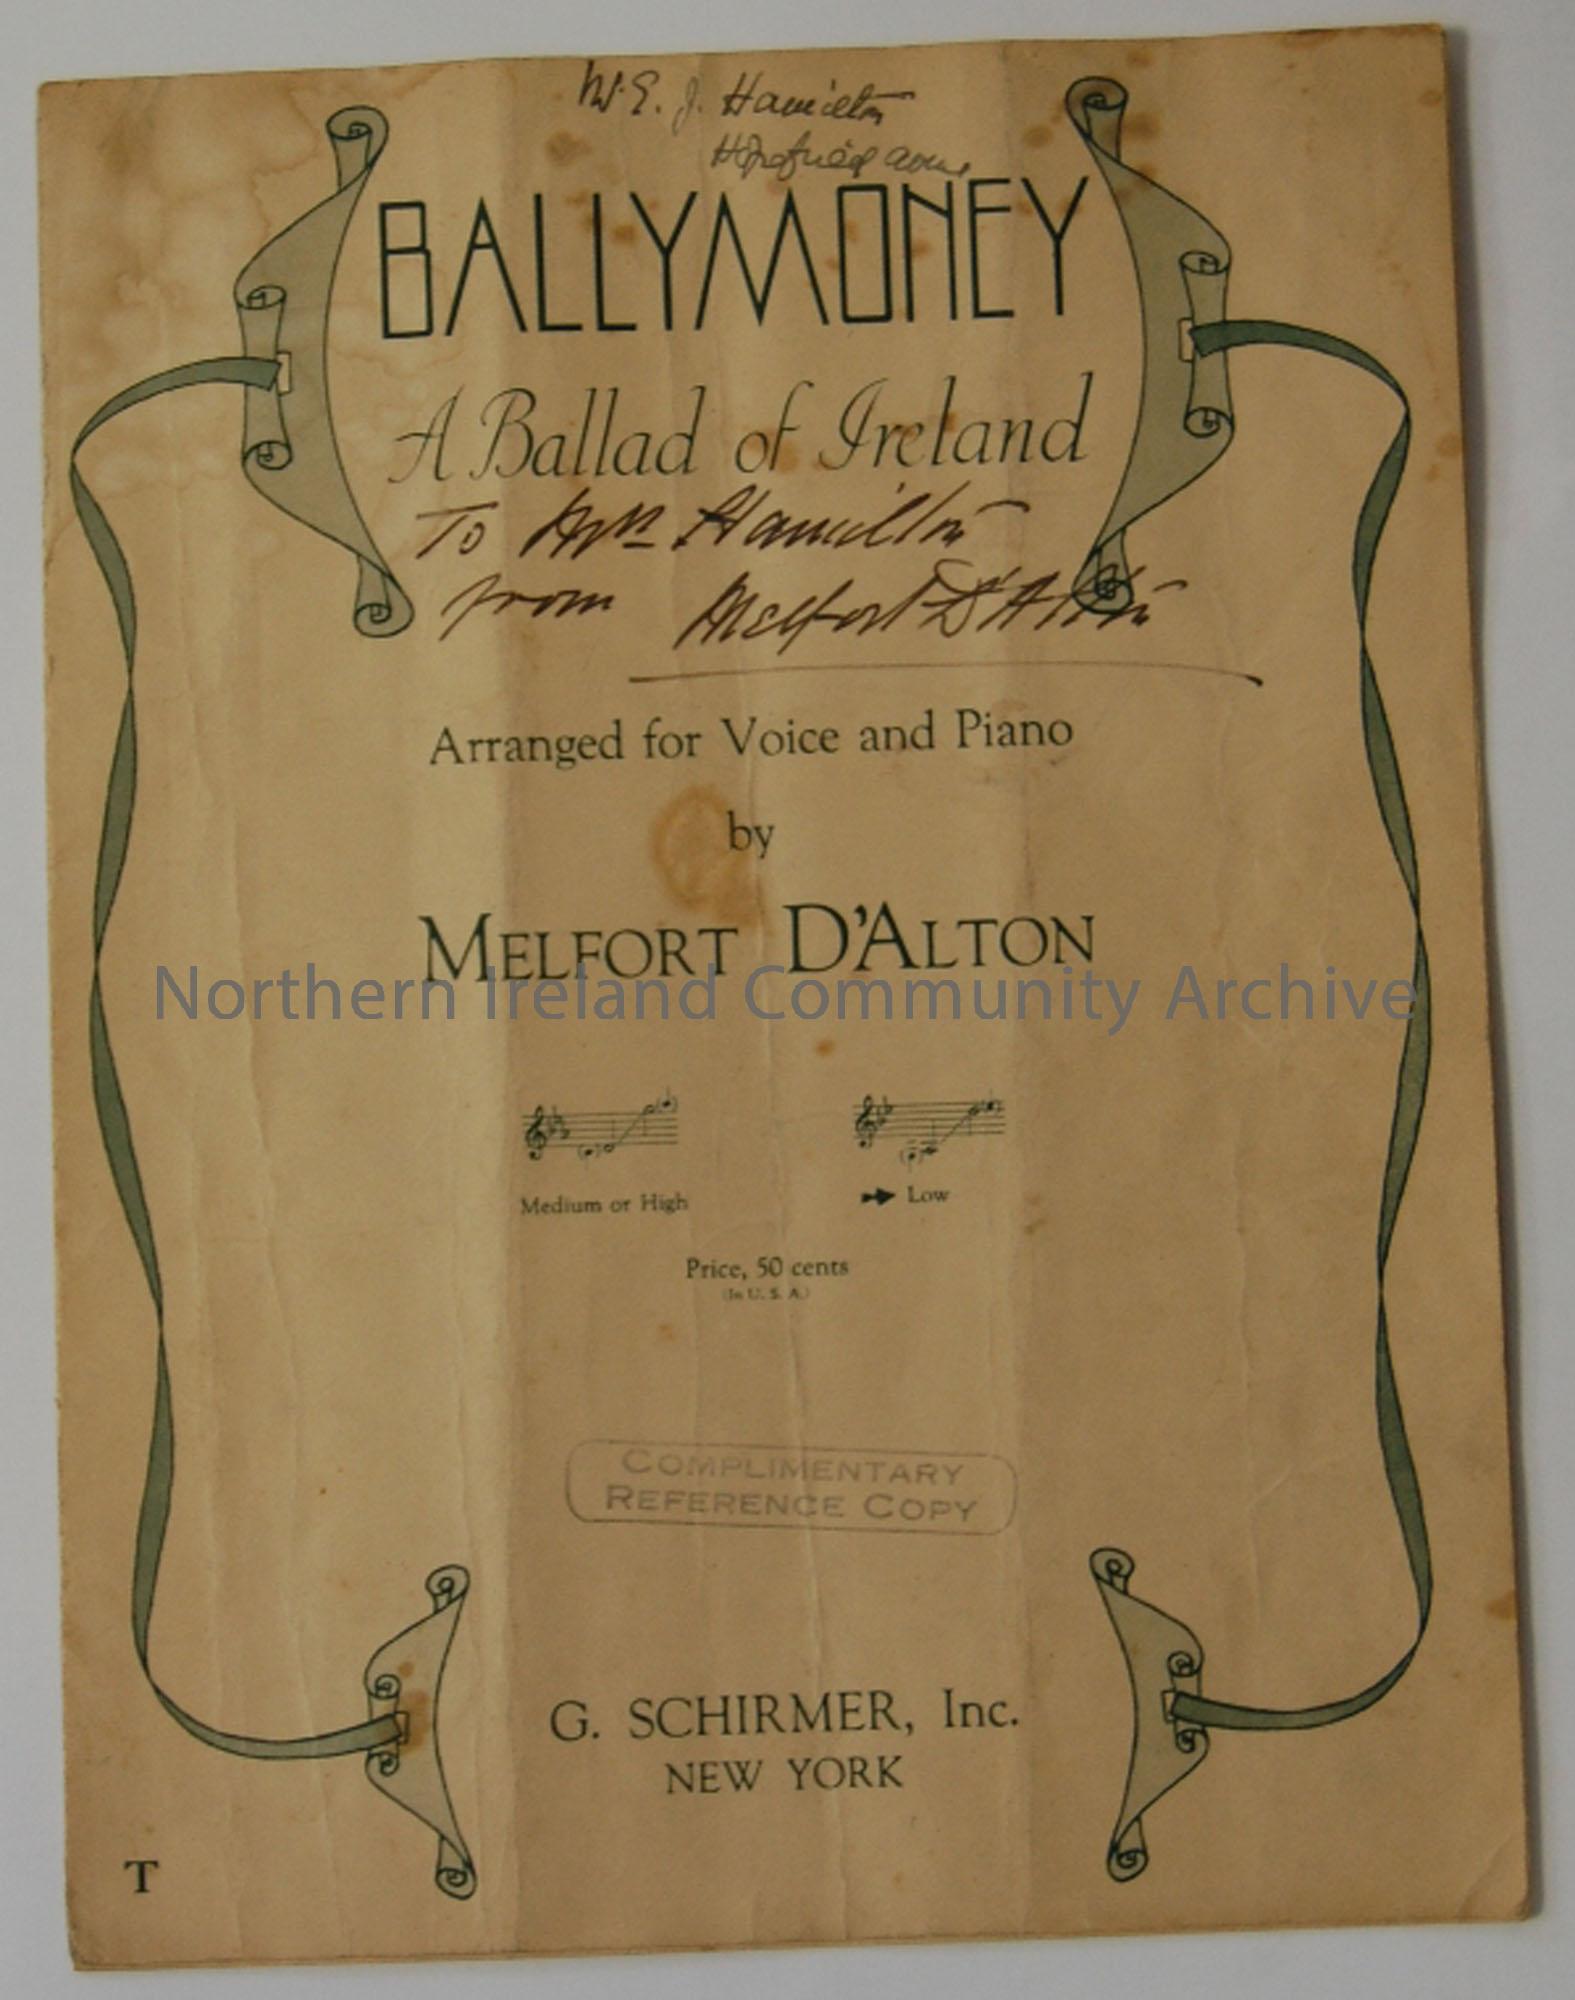 W.E.J. Hamilton
BALLYMONEY
A Ballad of Ireland
To Mrs Hamilton
from Melfort D'Alton
Arranged for Voice and Piano
by
MELFORT D'ALTON
Northern Ireland Community Archive
Medium or High
Low
Price, 50 cents
(In U. S. A.)
COMPLIMENTARY
REFERENCE COPY
G. SCHIRMER, Inc.
NEW YORK
T